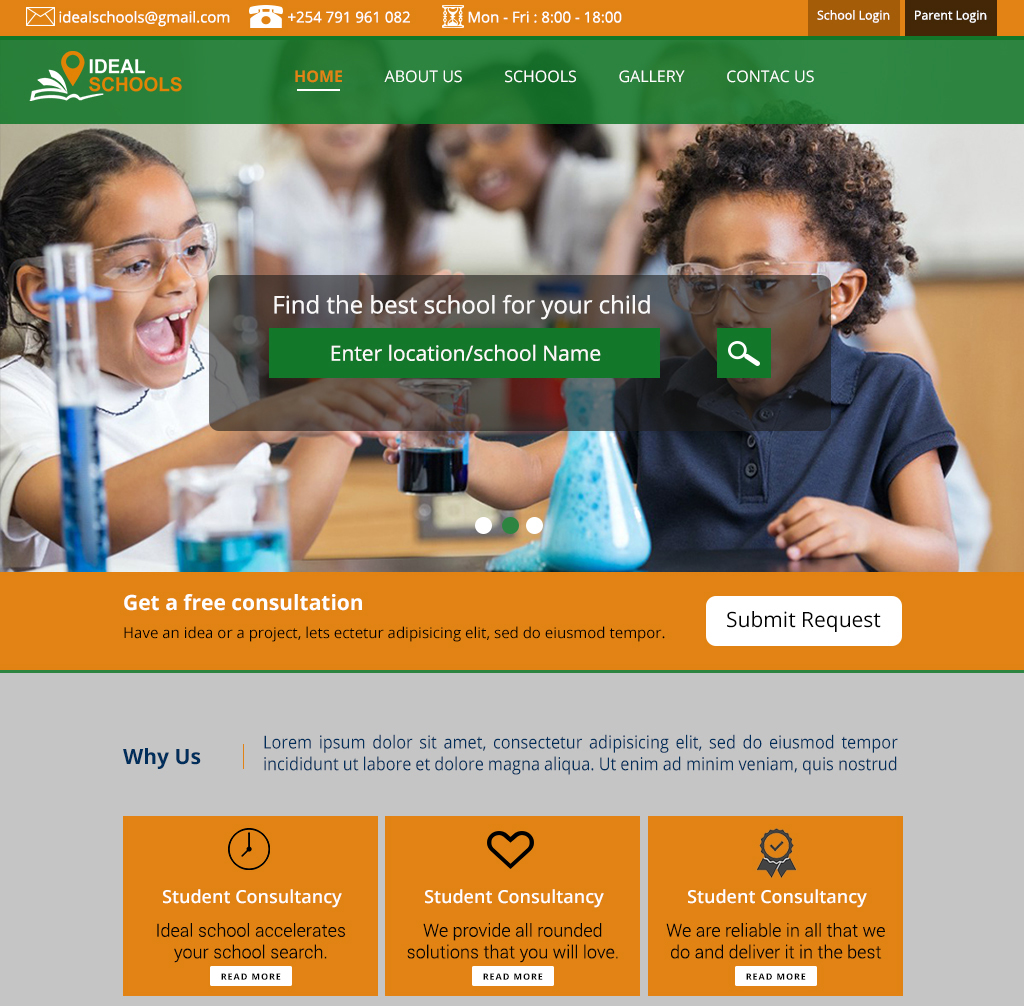 idealschools@gmail.com +254 791 961 082 Mon - Fri : 8:00 - 18:00 School Login Parent Login
IDEAL
SCHOOLS
HOME ABOUT US SCHOOLS GALLERY CONTAC US
Find the best school for your child
Enter location/school Name
Get a free consultation
Have an idea or a project, lets ectetur adipisicing elit, sed do eiusmod tempor.
Submit Request
Why Us
Lorem ipsum dolor sit amet, consectetur adipisicing elit, sed do eiusmod tempor
incididunt ut labore et dolore magna aliqua. Ut enim ad minim veniam, quis nostrud
Student Consultancy
Ideal school accelerates
your school search.
READ MORE
Student Consultancy
We provide all rounded
solutions that you will love.
READ MORE
Student Consultancy
We are reliable in all that we
do and deliver it in the best
READ MORE